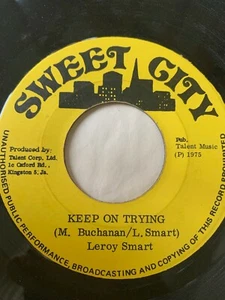 SWEET CITY
Produced by:
Talent Corp, Ltd.
1c Oxford Rd.,
Kingston 5; Ja.
Pub.
Talent Music
(P) 1975
KEEP ON TRYING
(M. Buchanan/L, Smart)
Leroy Smart
UNAUTHORISED PUBLIC PERFORMANCE, BROADCASTING AND COPYING OF THIS RECORD PROHIBITED